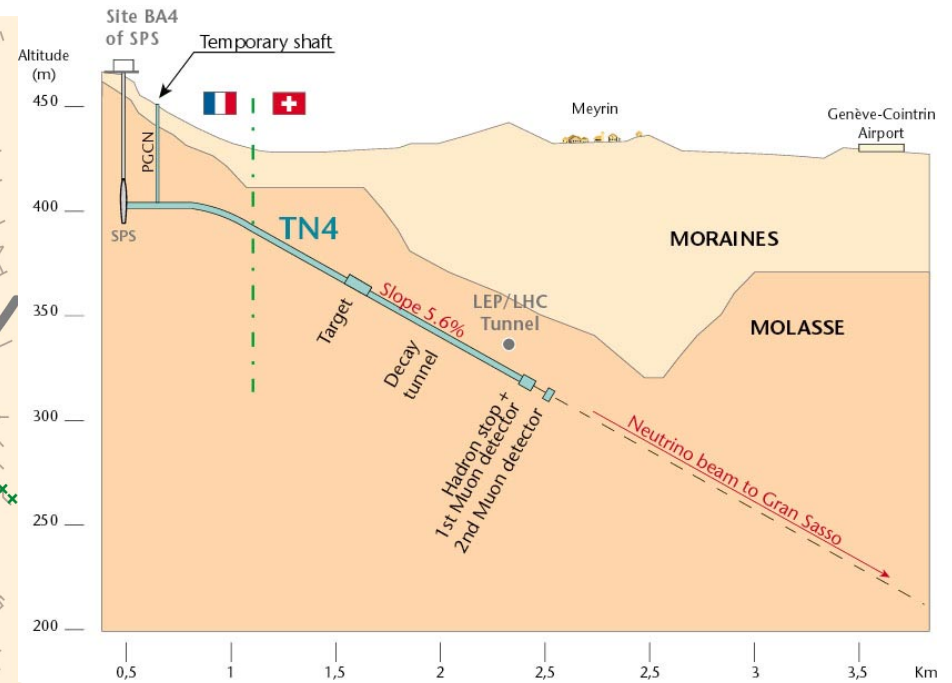 Site BA4
of SPS
Temporary shaft
Altitude
(m)
450
400
350
300
250
200
PGCN
SPS
TN4
Meyrin
Genève-Cointrin
Airport
MORAINES
MOLASSE
LEP/LHC
Tunnel
Slope 5.6%
Target
Decay
tunnel
Hadron stop +
1st Muon detector
2nd Muon detector
Neutrino beam to Gran Sasso
0,5
1
1,5
2
2,5
2,5
3
3,5
Km